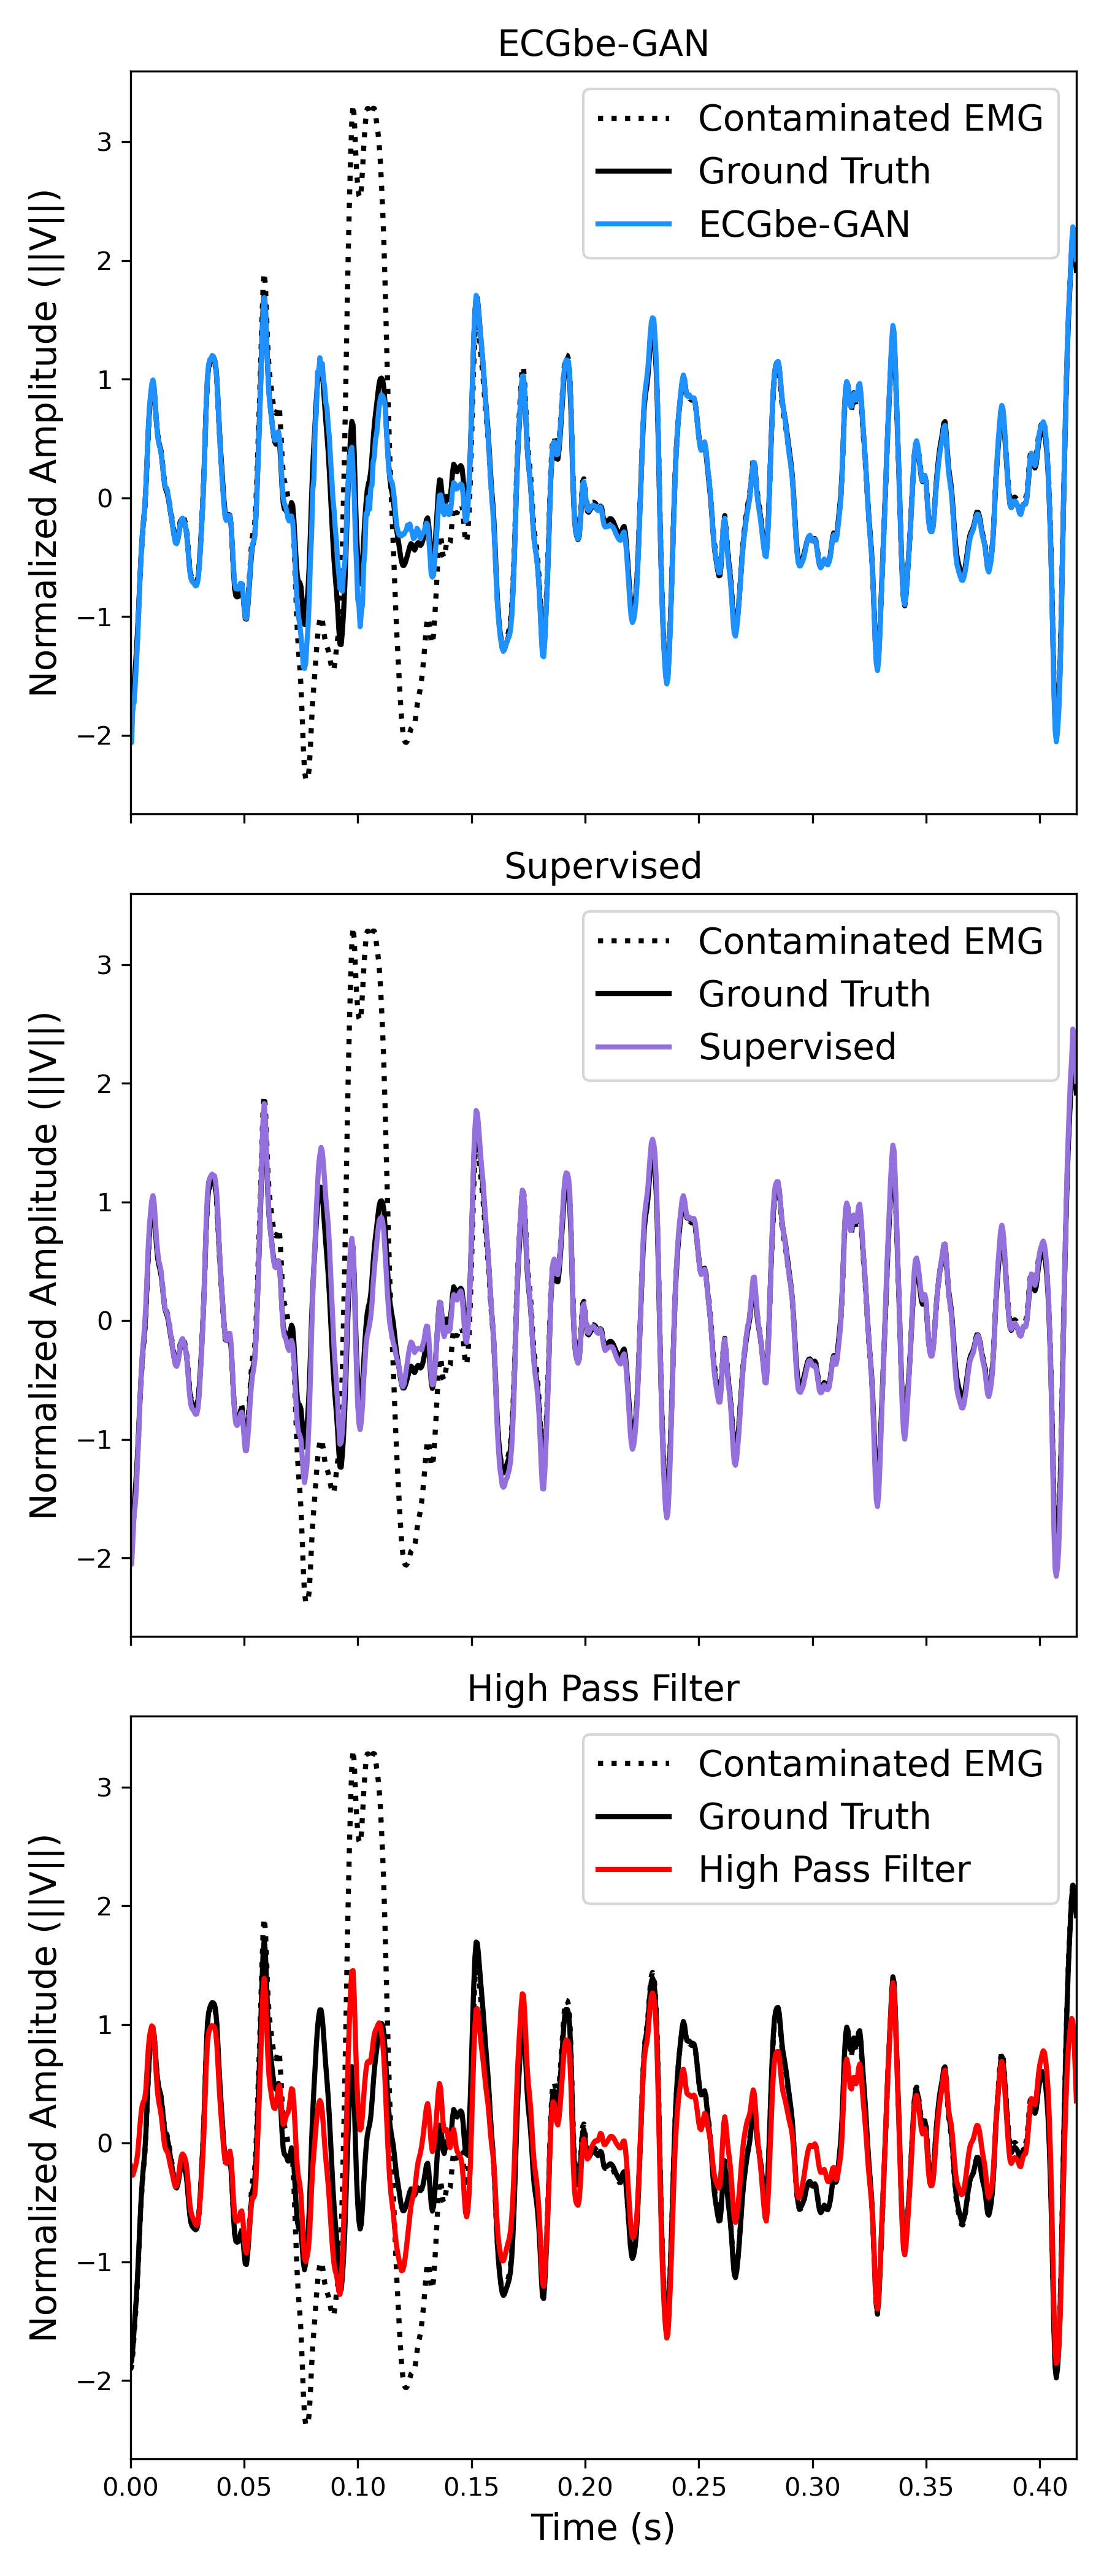 ECGbe-GAN
Normalized Amplitude (||V||)
3
2
1
0
−1
−2
Contaminated EMG
Ground Truth
ECGbe-GAN
Supervised
Normalized Amplitude (||V||)
3
2
1
0
−1
−2
Contaminated EMG
Ground Truth
Supervised
High Pass Filter
Normalized Amplitude (||V||)
3
2
1
0
−1
−2
Contaminated EMG
Ground Truth
High Pass Filter
0.00 0.05 0.10 0.15 0.20 0.25 0.30 0.35 0.40
Time (s)